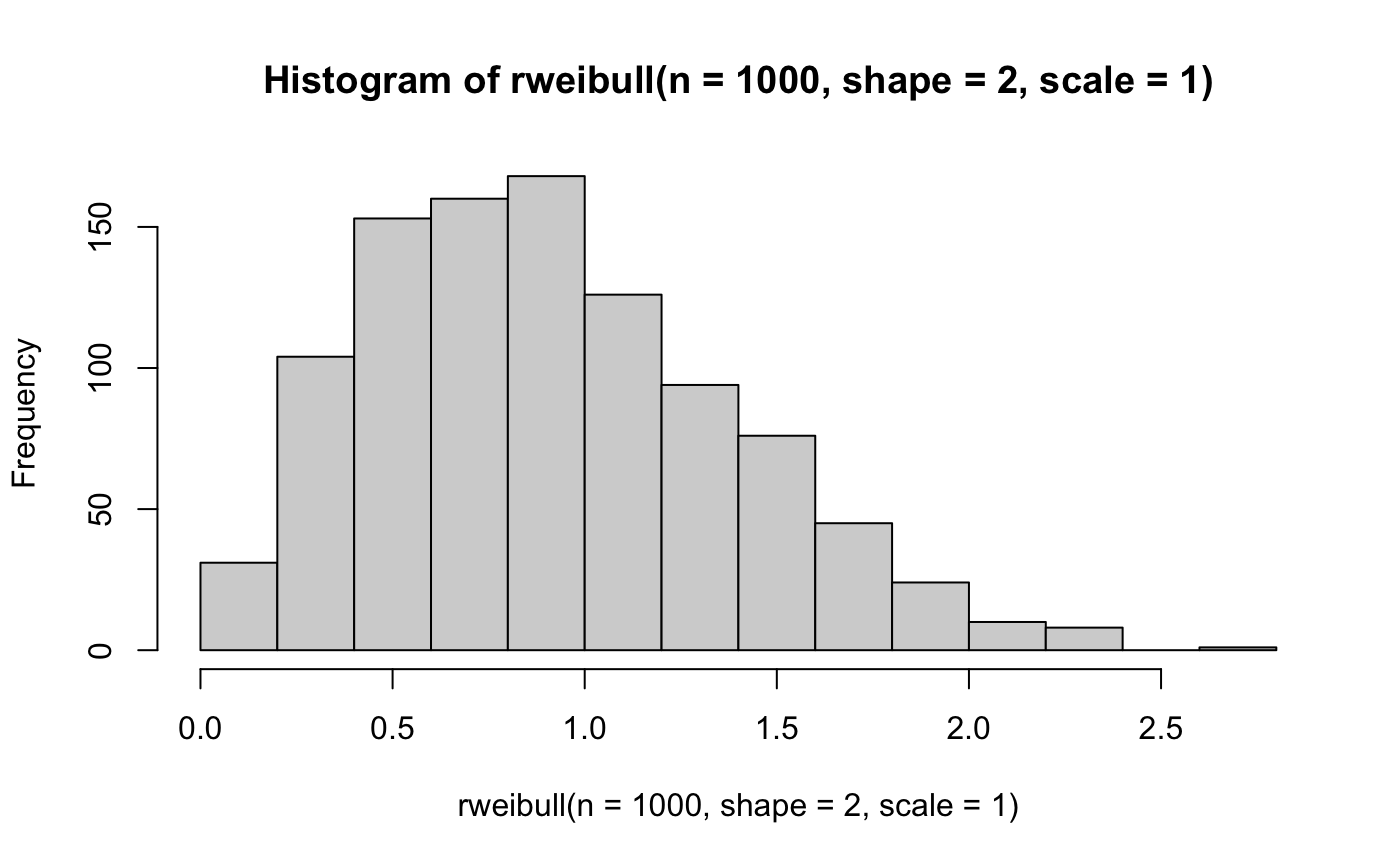 Histogram of rweibull(n = 1000, shape = 2, scale = 1)
150
100
50
0
Frequency
0.0 0.5 1.0 1.5 2.0 2.5
rweibull(n = 1000, shape = 2, scale = 1)